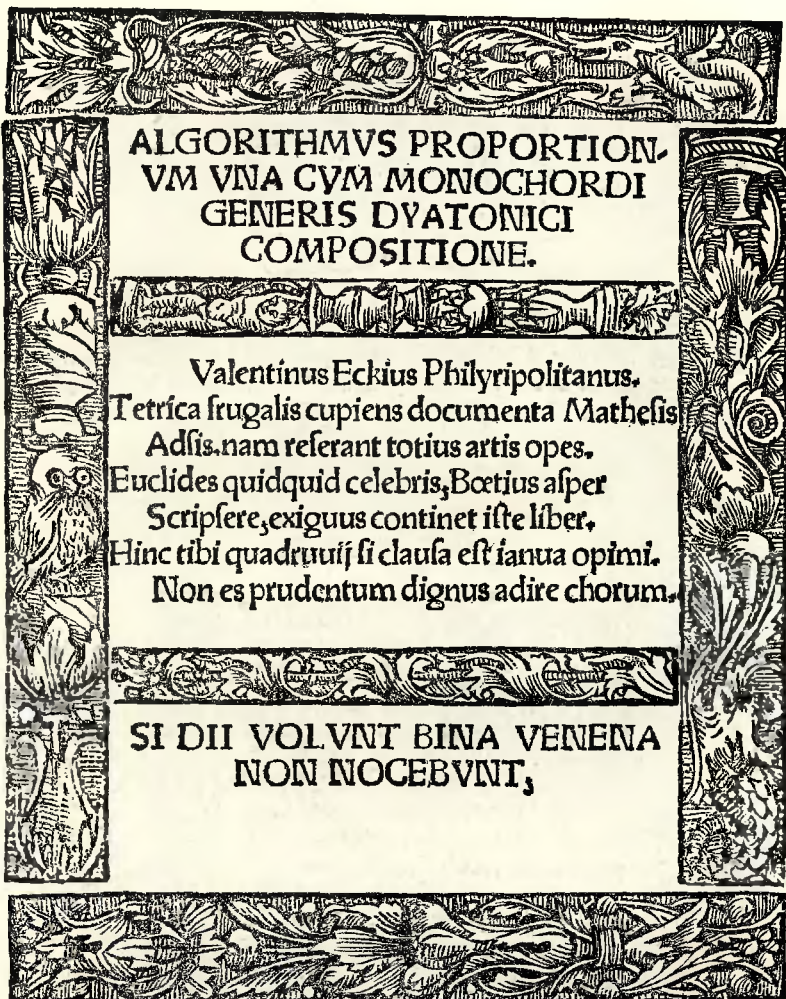 ALGORITHMVS PROPORTION-
VM VNA CVM MONOCHORDI
GENERIS DYATONICI
COMPOSITIONE.
Valentinus Eckius Philyripolitanus.
Tetrica frugalis cupiens documenta Matheſis
Adſis.nam referant totius artis opes.
Euclides quidquid celebris, Bœtius aſper
Scripſere, exiguus continet iſte liber.
Hinc tibi quadruuij ſi clauſa eſt ianua opimi.
Non es prudentum dignus adire chorum.
SI DII VOLVNT BINA VENENA
NON NOCEBVNT,